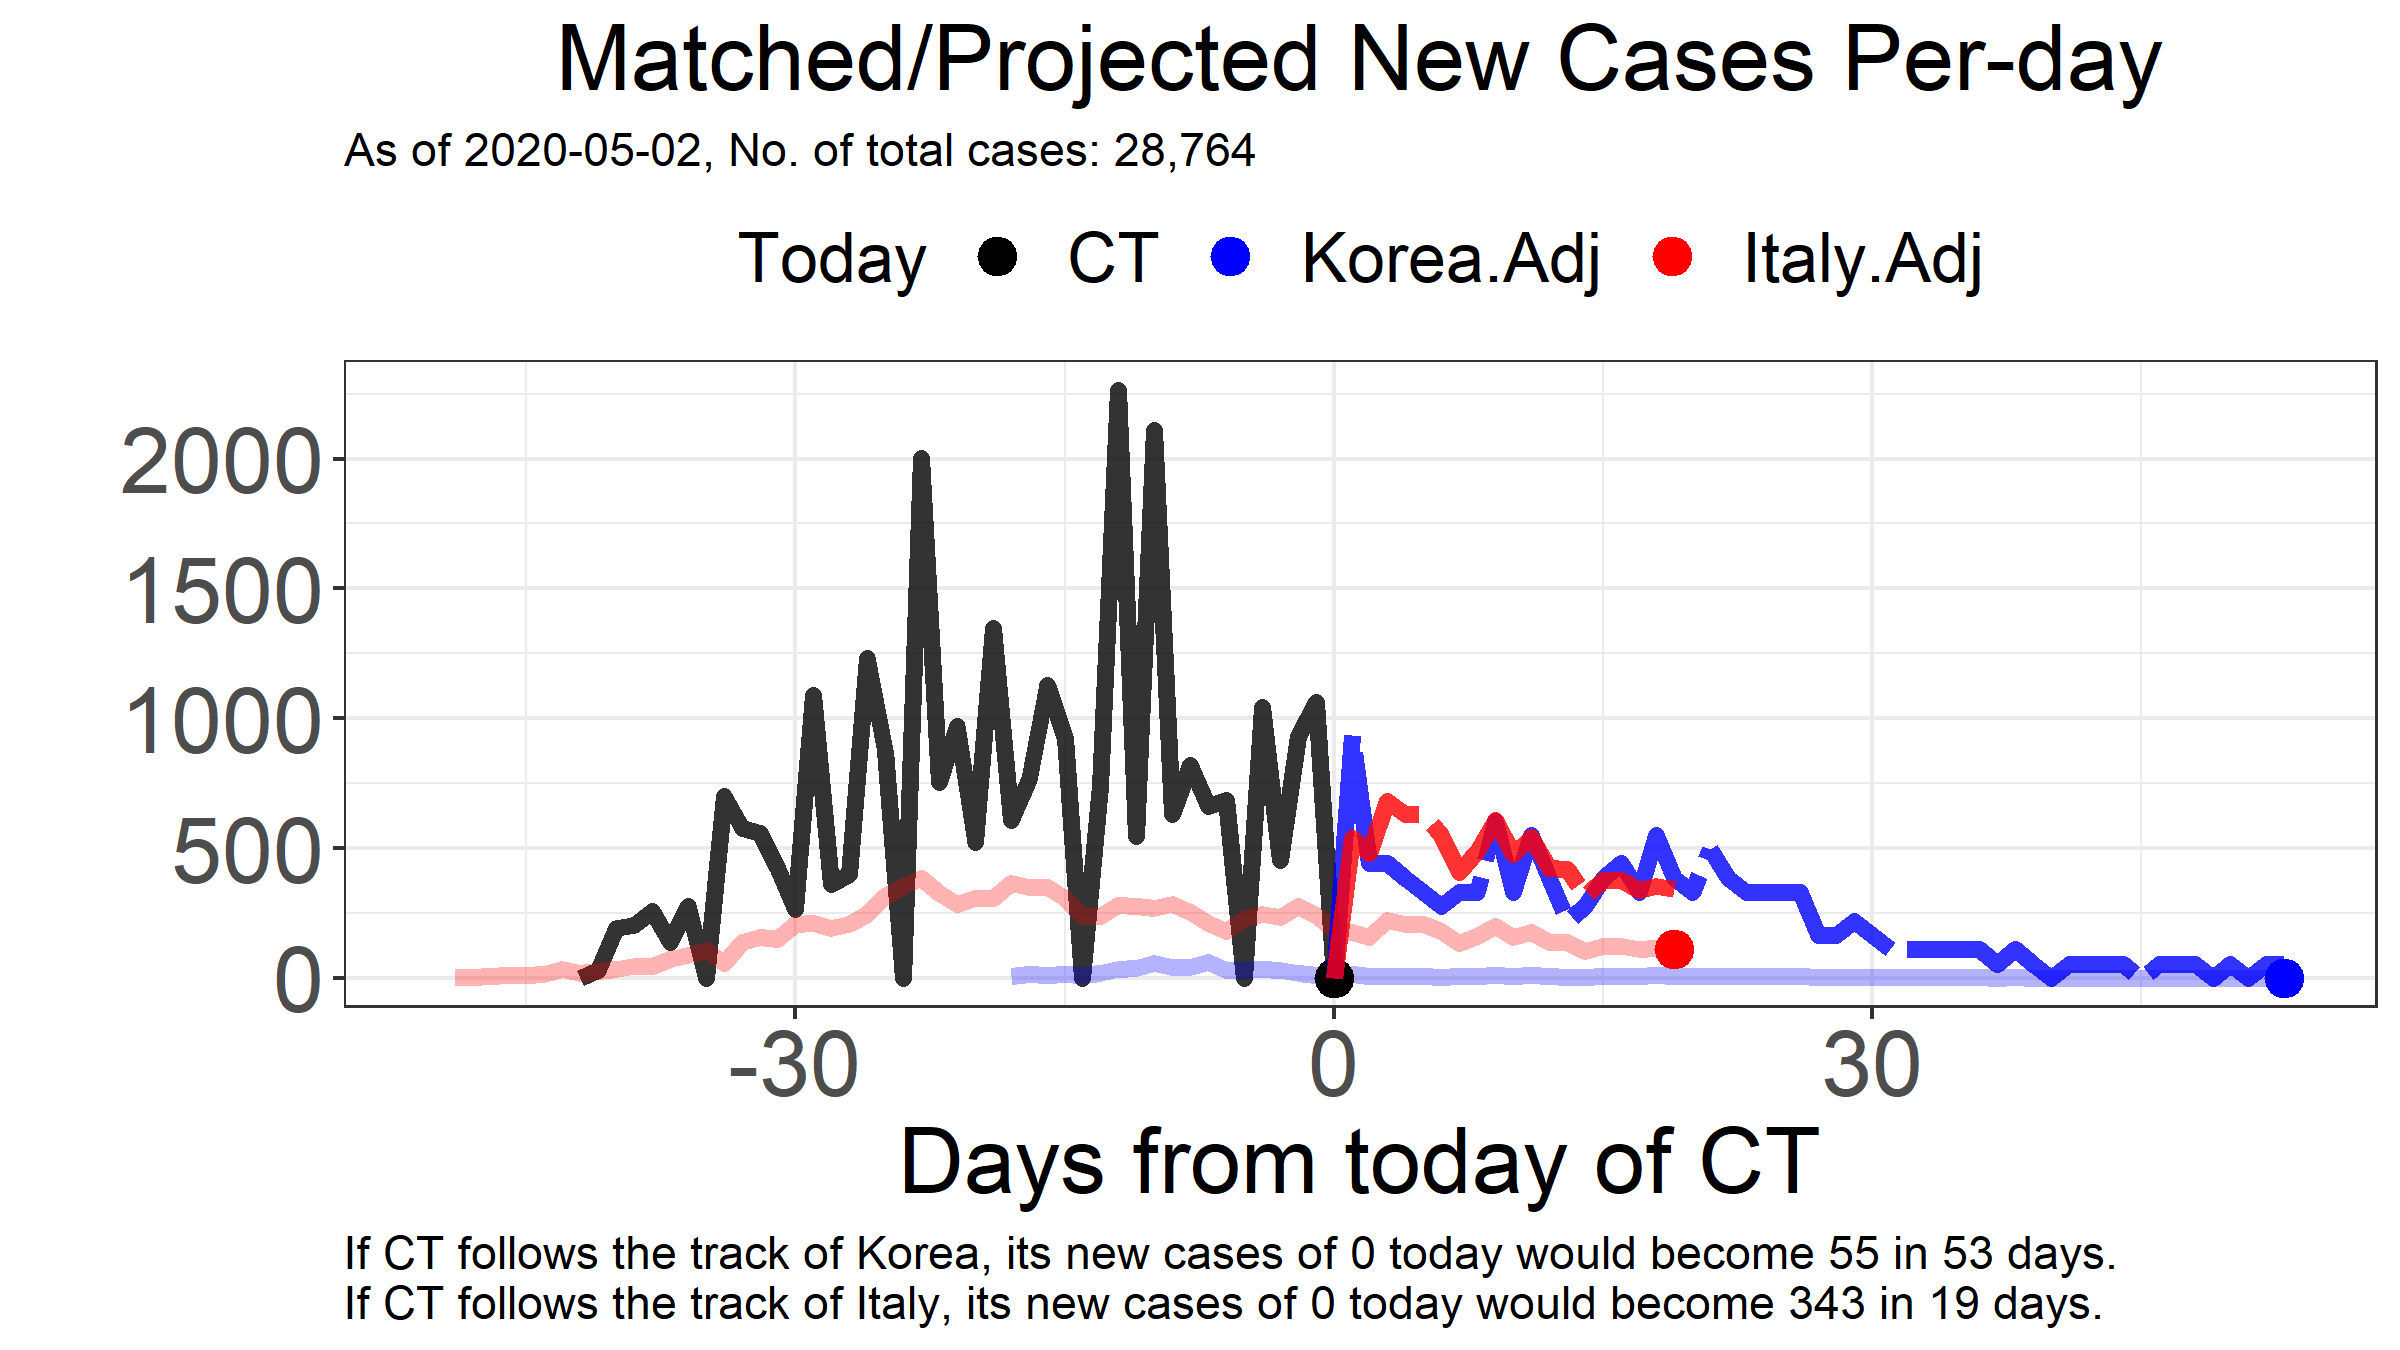 Matched/Projected New Cases Per-day
As of 2020-05-02, No. of total cases: 28,764
Today CT Korea.Adj Italy.Adj
2000
1500
1000
500
0
-30 0 30
Days from today of CT
If CT follows the track of Korea, its new cases of 0 today would become 55 in 53 days.
If CT follows the track of Italy, its new cases of 0 today would become 343 in 19 days.